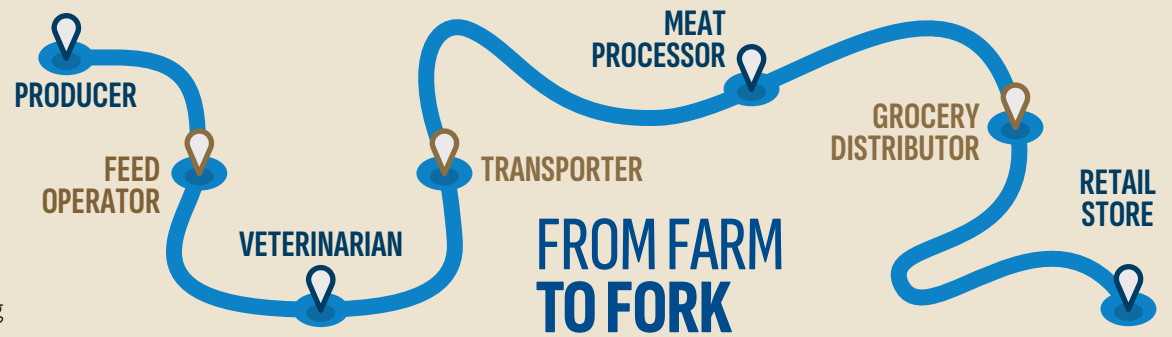 PRODUCER
FEED
OPERATOR
VETERINARIAN
TRANSPORTER
MEAT
PROCESSOR
GROCERY
DISTRIBUTOR
RETAIL
STORE
FROM FARM
TO FORK
g